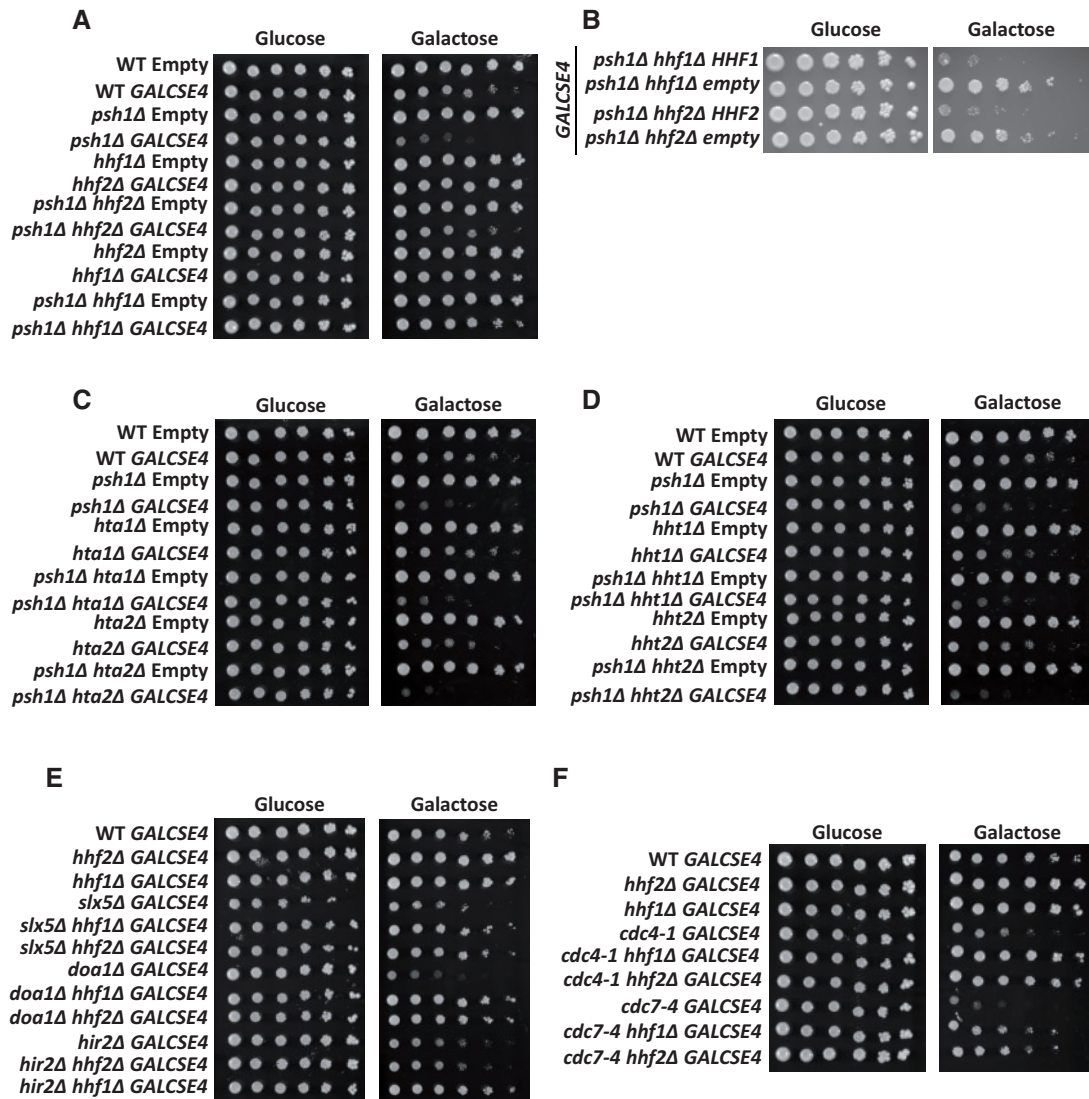 A
Glucose Galactose
WT Empty
WT GALCSE4
psh1Δ Empty
psh1Δ GALCSE4
hhf1Δ Empty
hhf2Δ GALCSE4
psh1Δ hhf2Δ Empty
psh1Δ hhf2Δ GALCSE4
hhf2Δ Empty
hhf1Δ GALCSE4
psh1Δ hhf1Δ Empty
psh1Δ hhf1Δ GALCSE4
B
Glucose Galactose
GALCSE4
psh1Δ hhf1Δ HHF1
psh1Δ hhf1Δ empty
psh1Δ hhf2Δ HHF2
psh1Δ hhf2Δ empty
C
Glucose Galactose
WT Empty
WT GALCSE4
psh1Δ Empty
psh1Δ GALCSE4
hta1Δ Empty
hta1Δ GALCSE4
psh1Δ hta1Δ Empty
psh1Δ hta1Δ GALCSE4
hta2Δ Empty
hta2Δ GALCSE4
psh1Δ hta2Δ Empty
psh1Δ hta2Δ GALCSE4
D
Glucose Galactose
WT Empty
WT GALCSE4
psh1Δ Empty
psh1Δ GALCSE4
hht1Δ Empty
hht1Δ GALCSE4
psh1Δ hht1Δ Empty
psh1Δ hht1Δ GALCSE4
hht2Δ Empty
hht2Δ GALCSE4
psh1Δ hht2Δ Empty
psh1Δ hht2Δ GALCSE4
E
Glucose Galactose
WT GALCSE4
hhf2Δ GALCSE4
hhf1Δ GALCSE4
slx5Δ GALCSE4
slx5Δ hhf1Δ GALCSE4
slx5Δ hhf2Δ GALCSE4
doa1Δ GALCSE4
doa1Δ hhf1Δ GALCSE4
doa1Δ hhf2Δ GALCSE4
hir2Δ GALCSE4
hir2Δ hhf2Δ GALCSE4
hir2Δ hhf1Δ GALCSE4
F
Glucose Galactose
WT GALCSE4
hhf2Δ GALCSE4
hhf1Δ GALCSE4
cdc4-1 GALCSE4
cdc4-1 hhf1Δ GALCSE4
cdc4-1 hhf2Δ GALCSE4
cdc7-4 GALCSE4
cdc7-4 hhf1Δ GALCSE4
cdc7-4 hhf2Δ GALCSE4